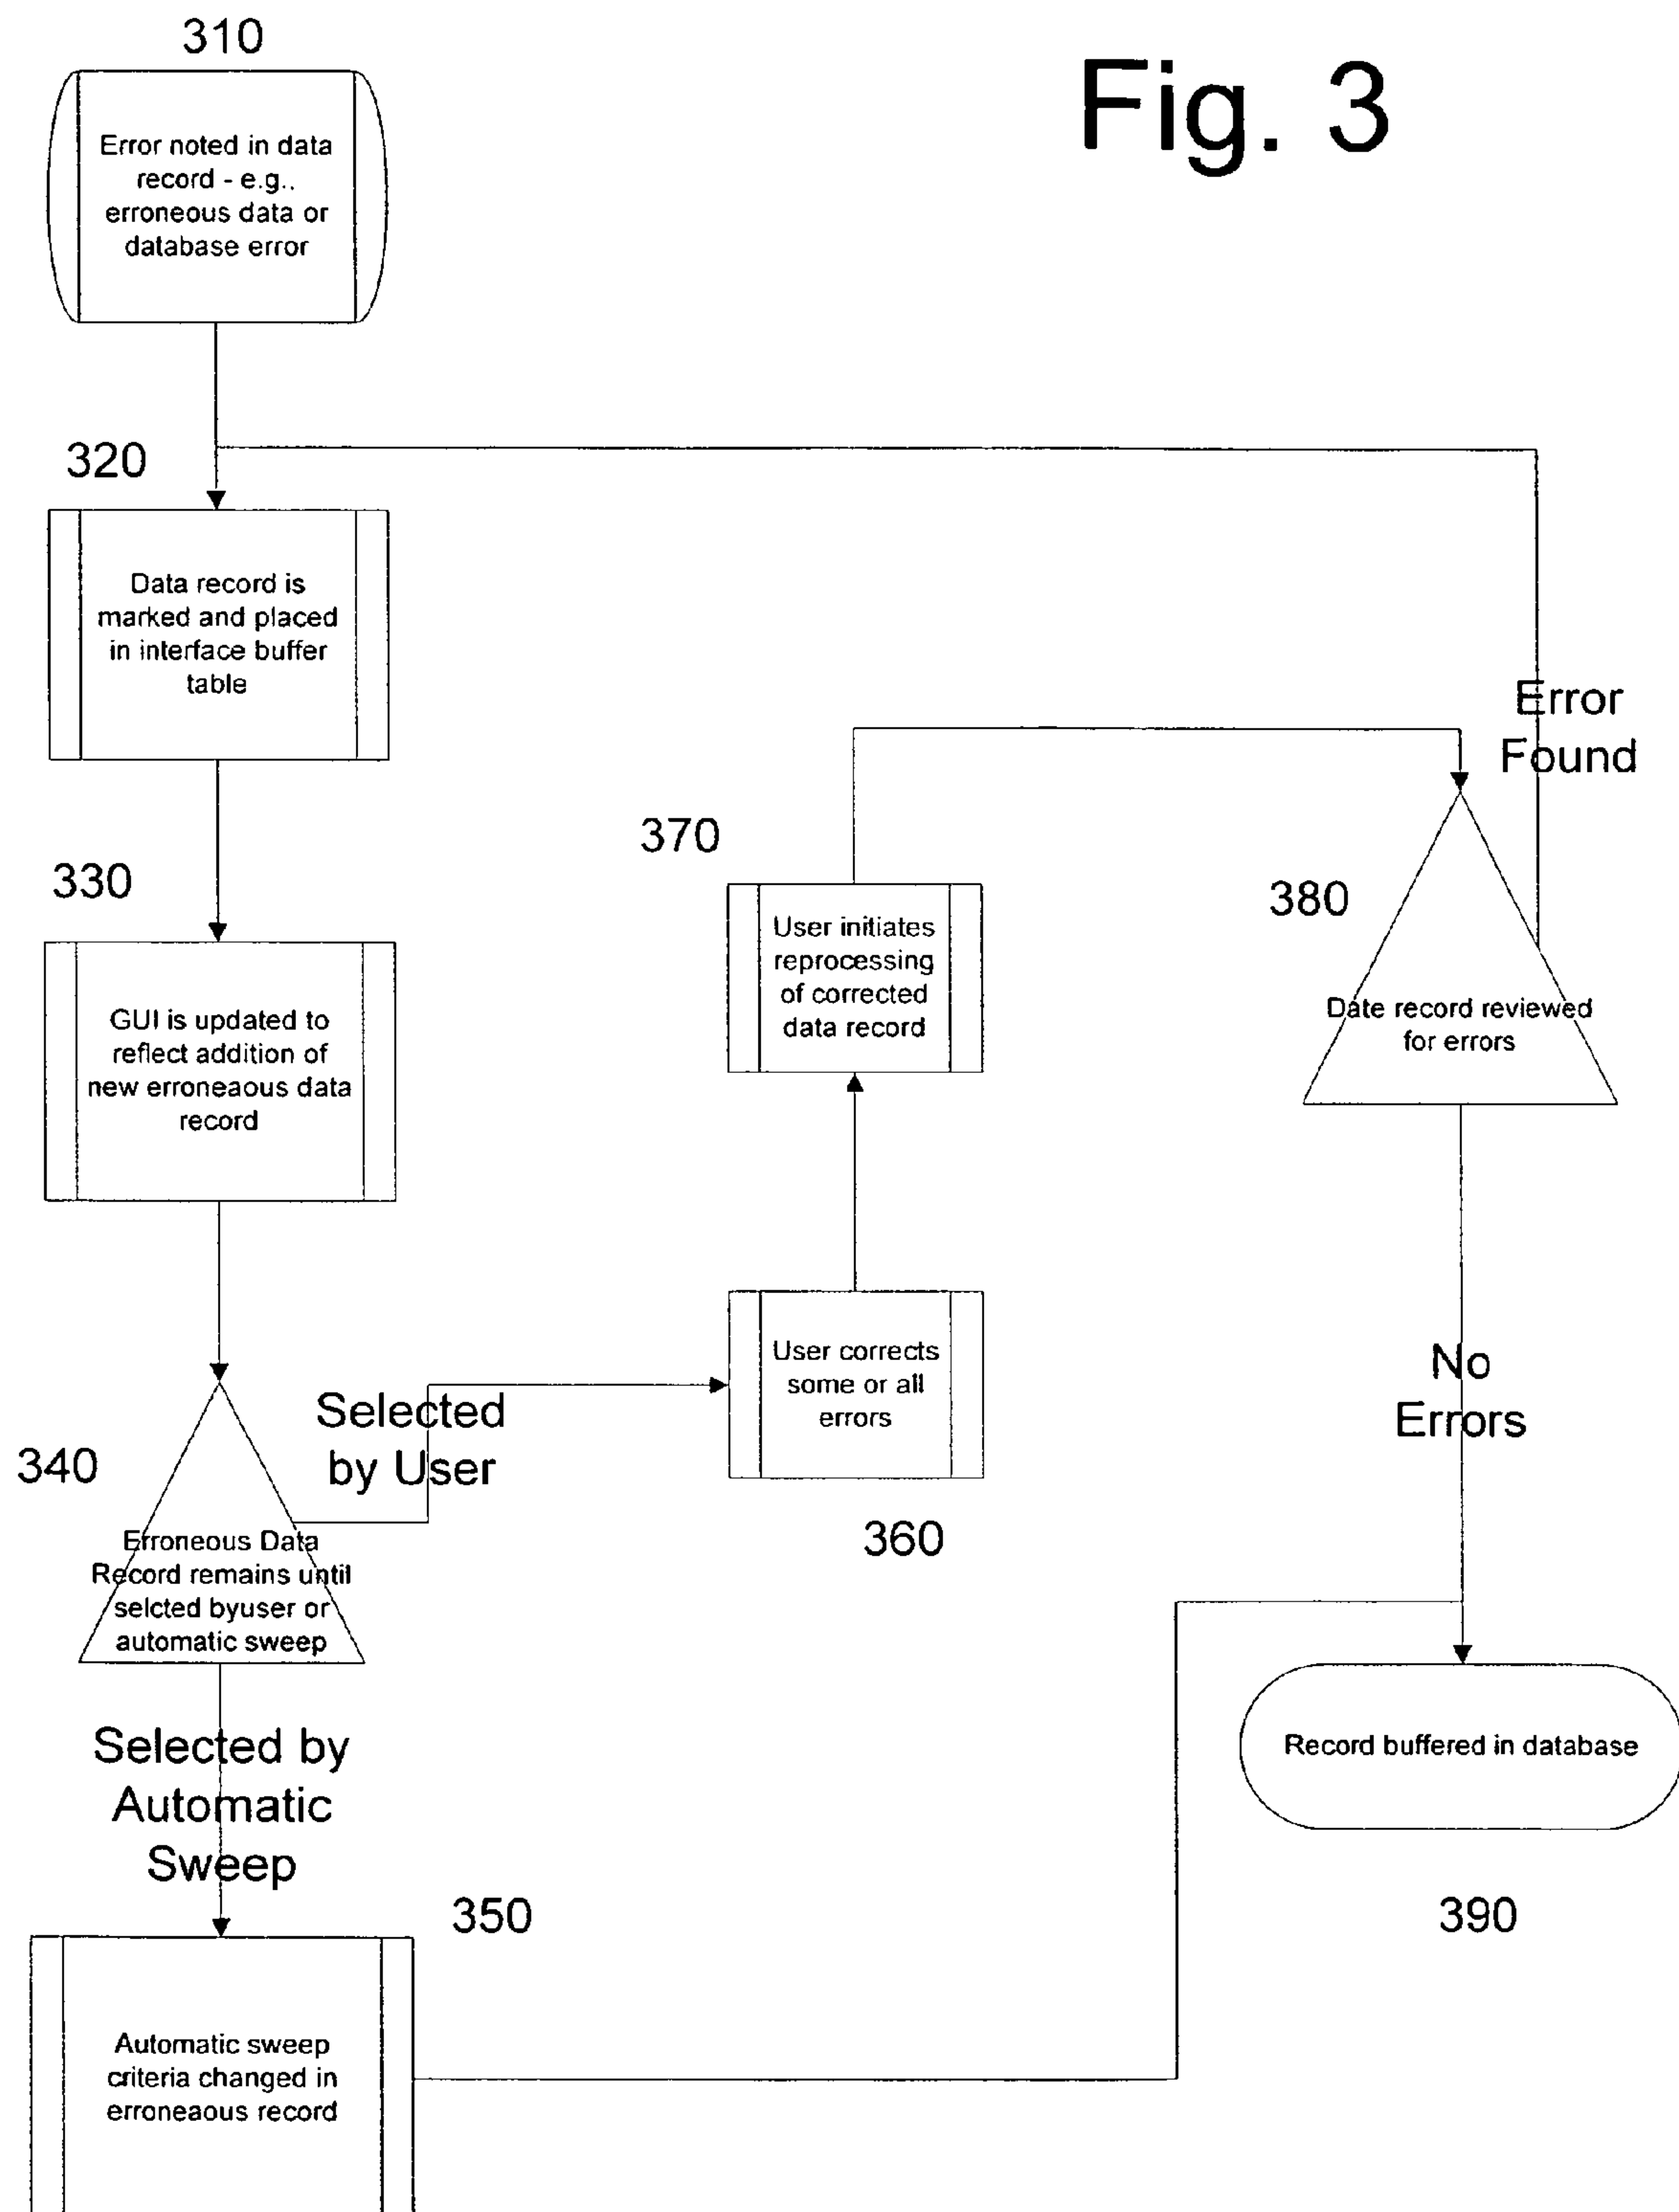 310
Fig. 3
Error noted in data
record - e.g.,
erroneous data or
database error
320
Data record is
marked and placed
in interface buffer
table
330
GUI is updated to
reflect addition of
new erroneaous data
record
340
Selected
by User
Erroneous Data
Record remains until
selcted byuser or
automatic sweep
Selected by
Automatic
Sweep
350
Automatic sweep
criteria changed in
erroneaous record
User corrects
some or all
errors
360
370
User initiates
reprocessing
of corrected
data record
Error
Found
380
Date record reviewed
for errors
No
Errors
Record buffered in database
390